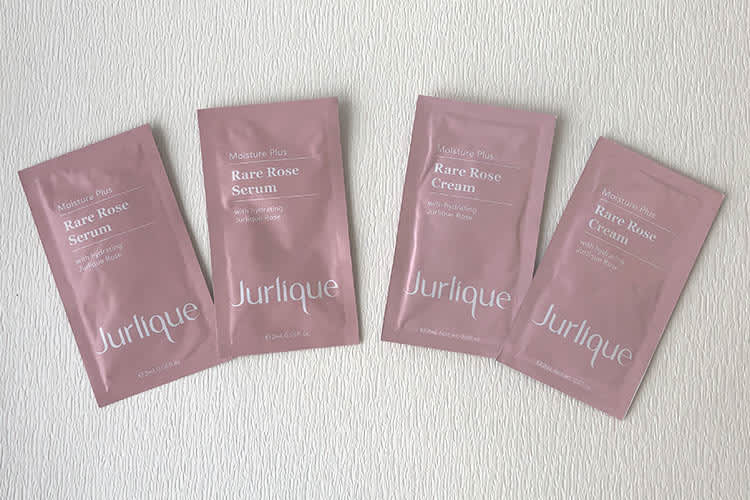 Moisture Plus
Rare Rose
Serum
with hydrating
Jurlique Rose
Jurlique
Moisture Plus
Rare Rose
Serum
with hydrating
Jurlique Rose
Jurlique
Moisture Plus
Rare Rose
Cream
with hydrating
Jurlique Rose
Jurlique
Moisture Plus
Rare Rose
Cream
with hydrating
Jurlique Rose
Jurlique